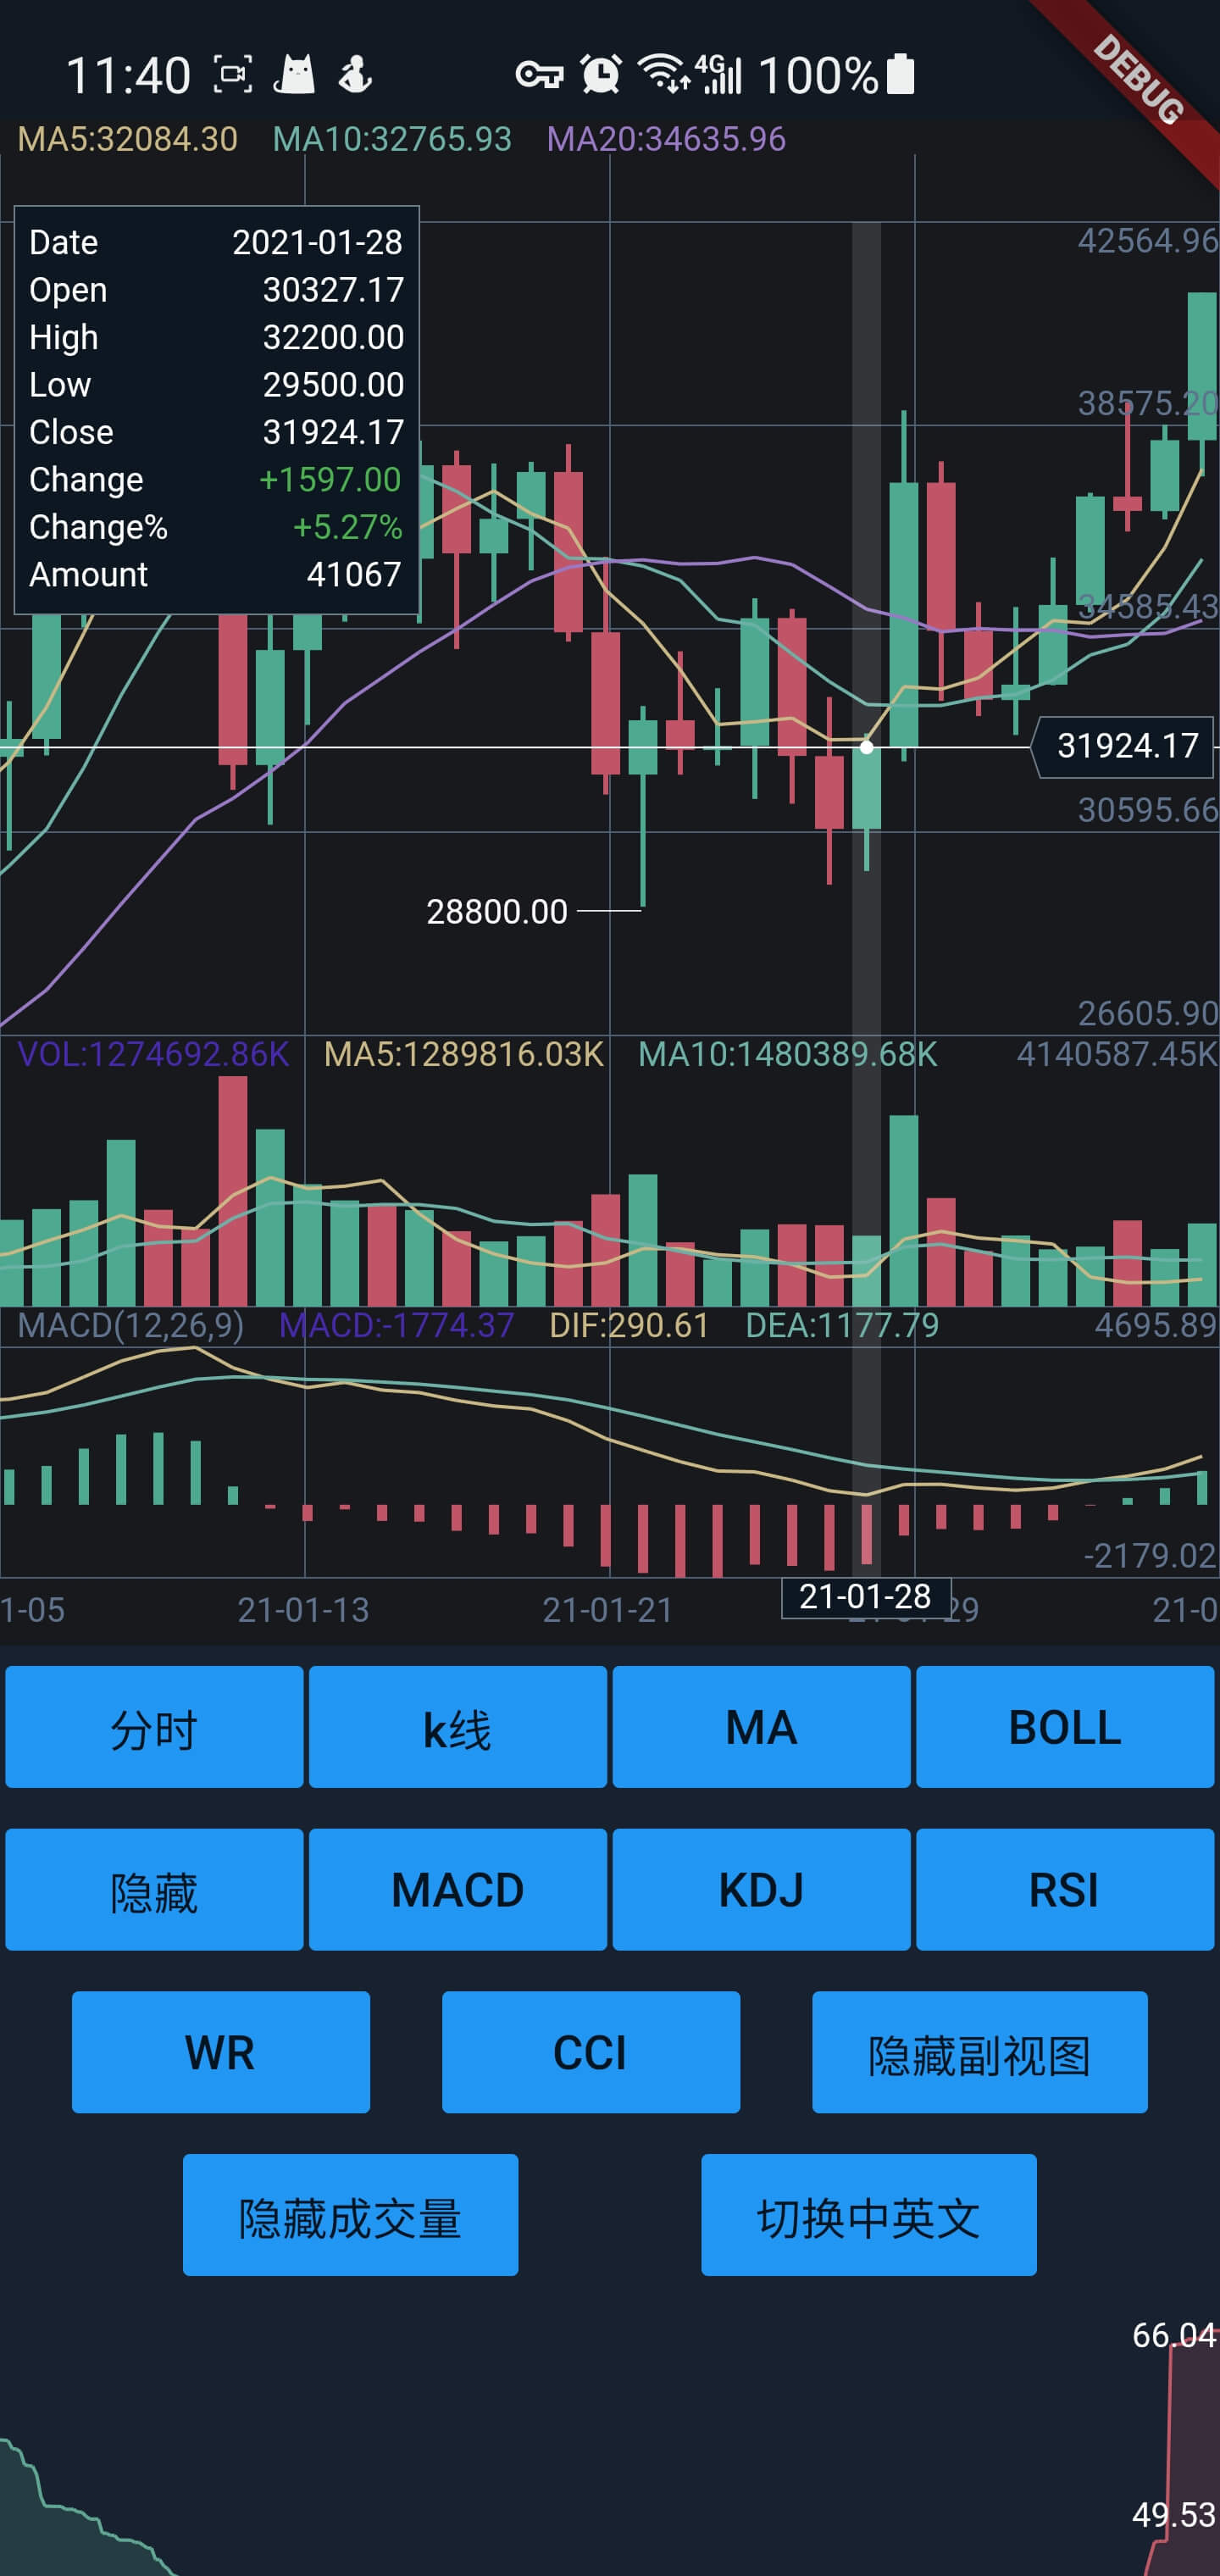 11:40 4G 100%
DEBUG
MA5:32084.30 MA10:32765.93 MA20:34635.96
42564.96
Date 2021-01-28
Open 30327.17
High 32200.00
Low 29500.00
Close 31924.17
Change +1597.00
Change% +5.27%
Amount 41067
38575.20
34585.43
31924.17
30595.66
28800.00
26605.90
VOL:1274692.86K MA5:1289816.03K MA10:1480389.68K 4140587.45K
MACD(12,26,9) MACD:-1774.37 DIF:290.61 DEA:1177.79 4695.89
-2179.02
1-05 21-01-13 21-01-21 21-01-28 29 21-0
分时 k线 MA BOLL
隐藏 MACD KDJ RSI
WR CCI 隐藏副视图
隐藏成交量 切换中英文
66.04
49.53